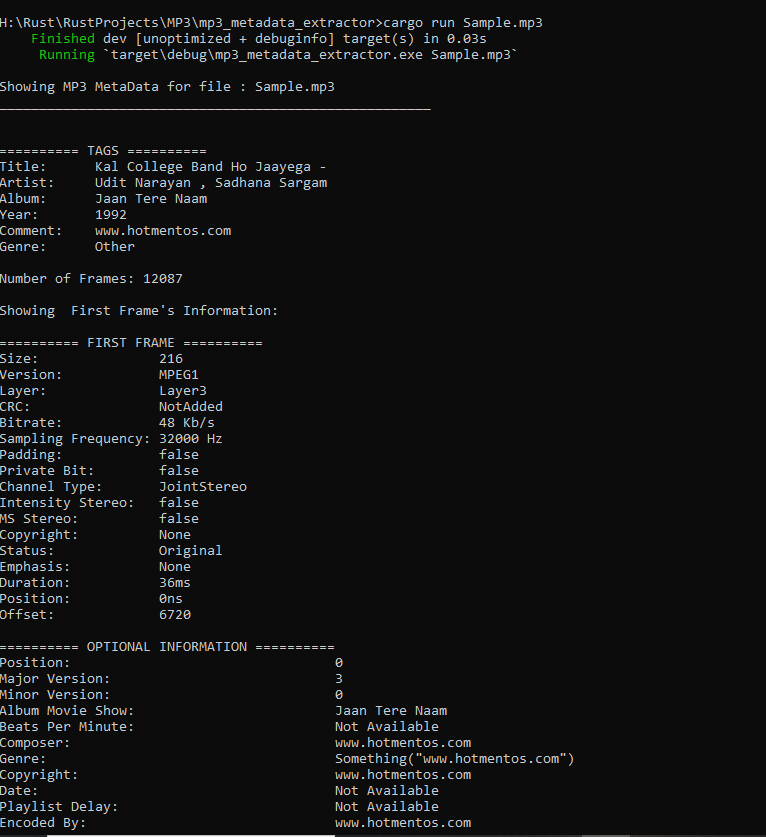 H:\Rust\RustProjects\MP3\mp3_metadata_extractor>cargo run Sample.mp3
Finished dev [unoptimized + debuginfo] target(s) in 0.03s
Running `target\debug\mp3_metadata_extractor.exe Sample.mp3`
Showing MP3 MetaData for file : Sample.mp3
______________________________________________________
========== TAGS ==========
Title: Kal College Band Ho Jaayega -
Artist: Udit Narayan , Sadhana Sargam
Album: Jaan Tere Naam
Year: 1992
Comment: www.hotmentos.com
Genre: Other
Number of Frames: 12087
Showing  First Frame's Information:
========== FIRST FRAME ==========
Size: 216
Version: MPEG1
Layer: Layer3
CRC: NotAdded
Bitrate: 48 Kb/s
Sampling Frequency: 32000 Hz
Padding: false
Private Bit: false
Channel Type: JointStereo
Intensity Stereo: false
MS Stereo: false
Copyright: None
Status: Original
Emphasis: None
Duration: 36ms
Position: 0ns
Offset: 6720
========== OPTIONAL INFORMATION ==========
Position: 0
Major Version: 3
Minor Version: 0
Album Movie Show: Jaan Tere Naam
Beats Per Minute: Not Available
Composer: www.hotmentos.com
Genre: Something("www.hotmentos.com")
Copyright: www.hotmentos.com
Date: Not Available
Playlist Delay: Not Available
Encoded By: www.hotmentos.com